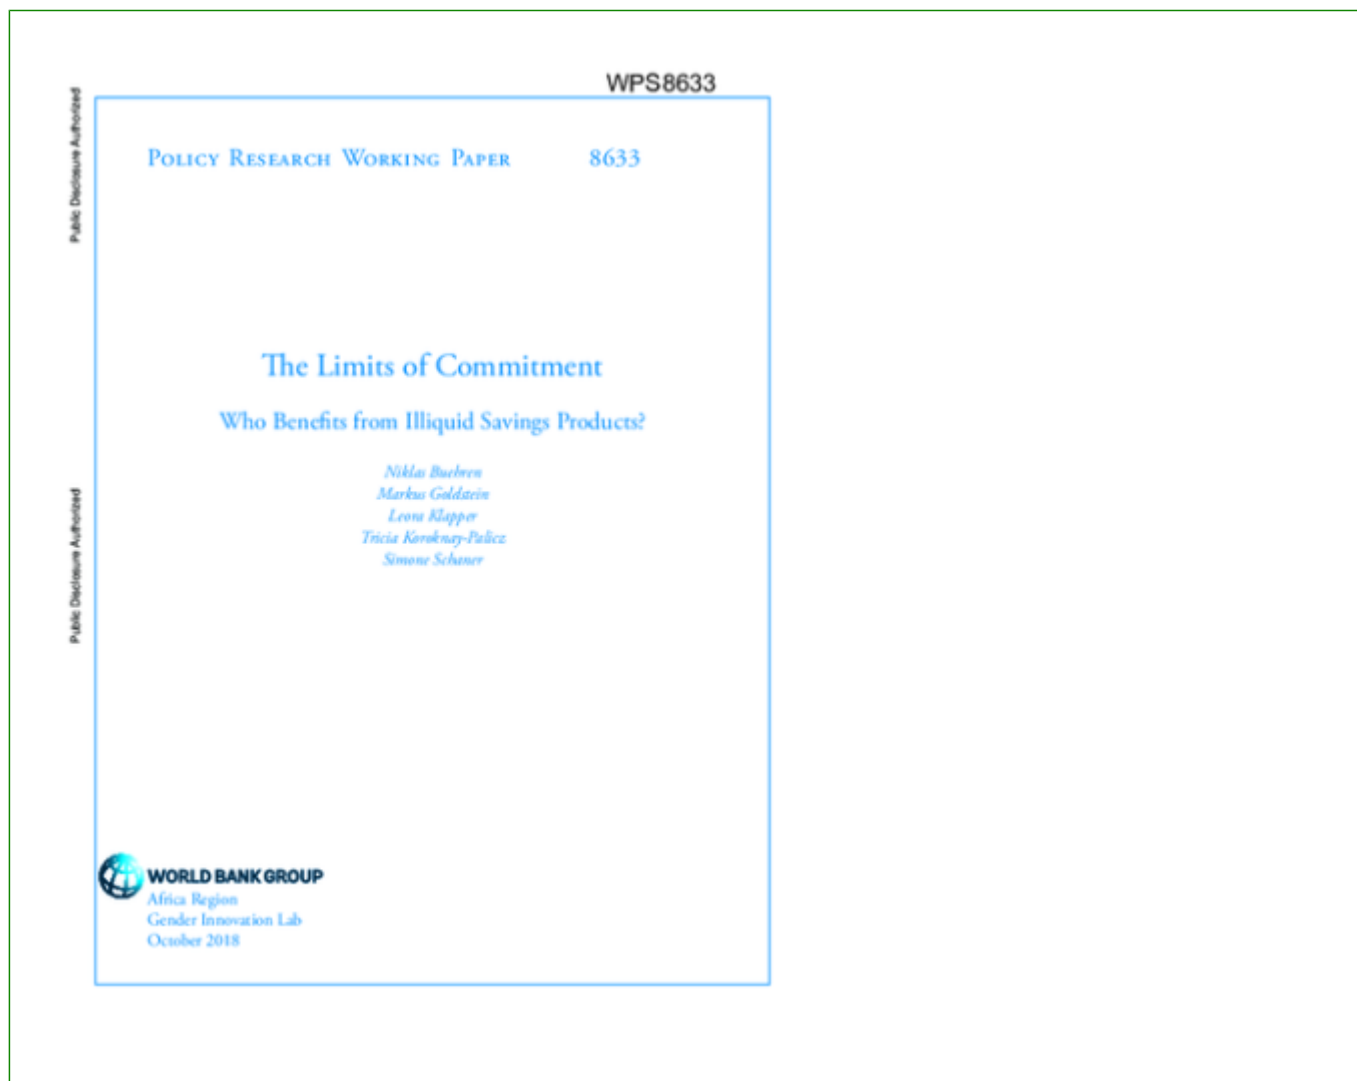 WPS8633
Public Disclosure Authorized
POLICY RESEARCH WORKING PAPER 8633
The Limits of Commitment
Who Benefits from Illiquid Savings Products?
Niklas Buehren
Markus Goldstein
Leora Klapper
Tricia Koroknay-Palicz
Simone Schaner
Public Disclosure Authorized
WORLD BANK GROUP
Africa Region
Gender Innovation Lab
October 2018